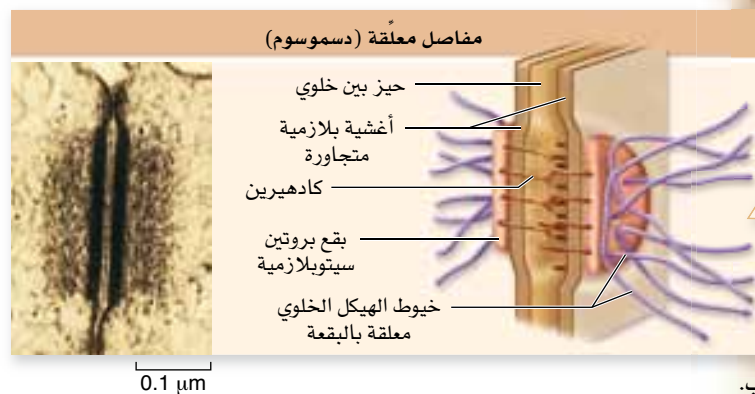 مفاصل معلَّقة (دسموسوم)
حيز بين خلوي
أغشية بلازمية
متجاورة
كادهيرين
بقع بروتين
سيتوبلازمية
خيوط الهيكل الخلوي
معلقة بالبقعة
0.1 µm